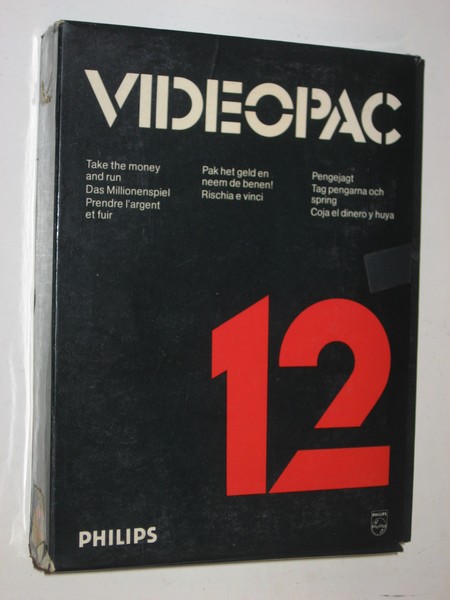 VIDEOPAC
Take the money
and run
Das Millionenspiel
Prendre l'argent
et fuir
Pak het geld en
neem de benen!
Rischia e vinci
Pengejagt
Tag pengarna och
spring
Coja el dinero y huya
12
PHILIPS
PHILIPS